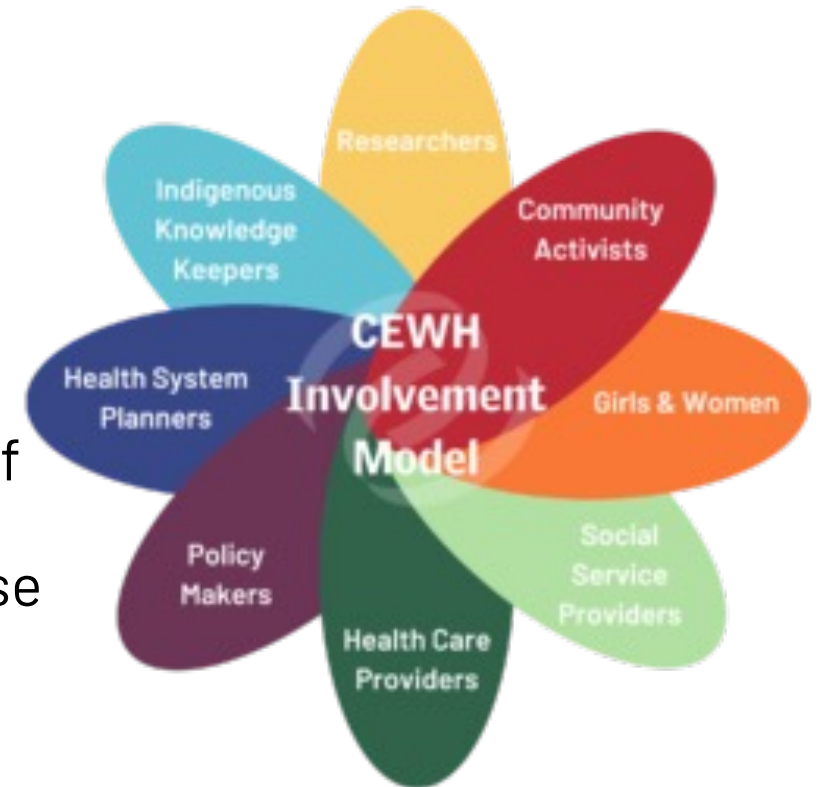 Researchers
Community
Activists
Girls & Women
Social
Service
Providers
Health Care
Providers
Policy
Makers
Health System
Planners
Indigenous
Knowledge
Keepers
CEWH
Involvement
Model
f
se